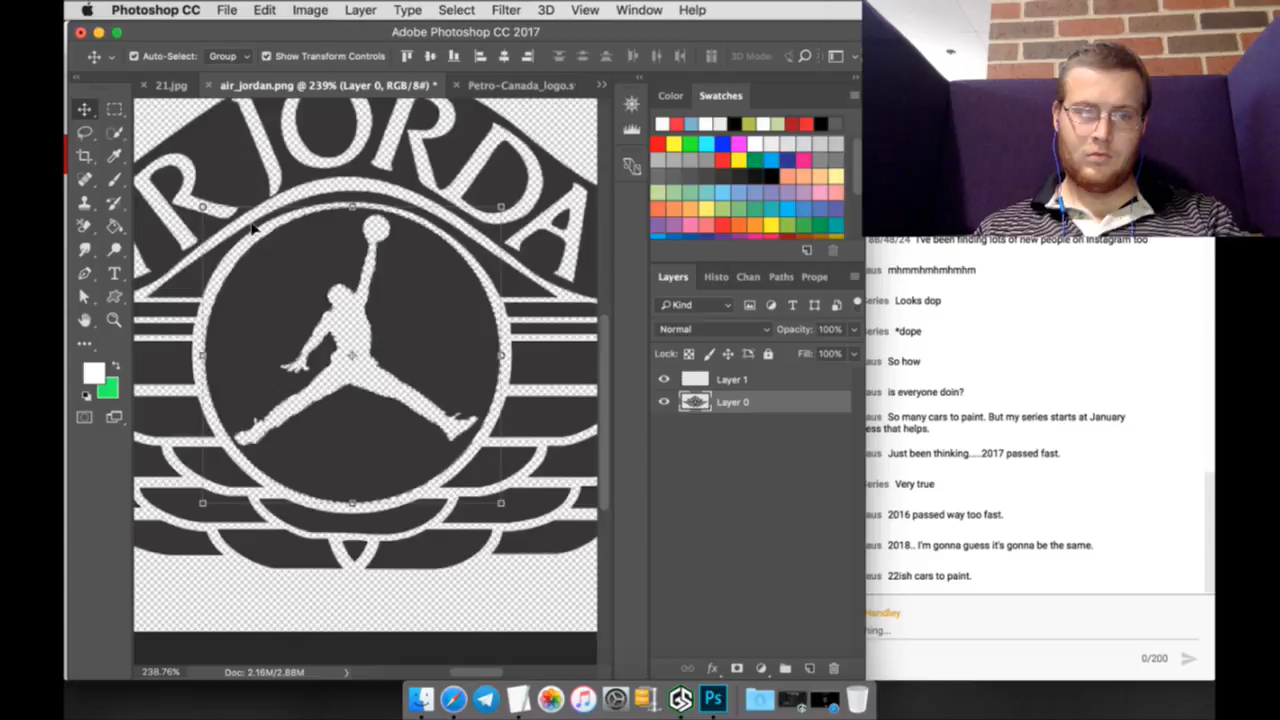 Photoshop CC File Edit Image Layer Type Select Filter 3D View Window Help
Adobe Photoshop CC 2017
Auto-Select: Group Show Transform Controls 3D Mode:
21.jpg air_jordan.png @ 239% (Layer 0, RGB/8#) * Petro-Canada_logo.s
R JORDA
Color Swatches
Layers Histo Chan Paths Prope
Kind
Normal Opacity: 100%
Lock: Fill: 100%
Layer 1
Layer 0
238.76% Doc: 2.16M/2.88M
88/48/24 I've been finding lots of new people on Instagram too
aus mhmmhmhmhmhm
Series Looks dop
Series *dope
aus So how
aus is everyone doin?
aus So many cars to paint. But my series starts at January
ess that helps.
aus Just been thinking.....2017 passed fast.
Series Very true
aus 2016 passed way too fast.
aus 2018.. I'm gonna guess it's gonna be the same.
aus 22ish cars to paint.
Handley
hing...
0/200
GS
Ps